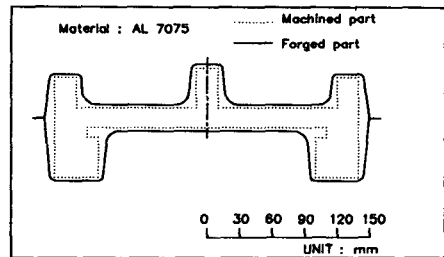 Material : AL 7075
Machined part
Forged part
0 30 60 90 120 150
UNIT : mm